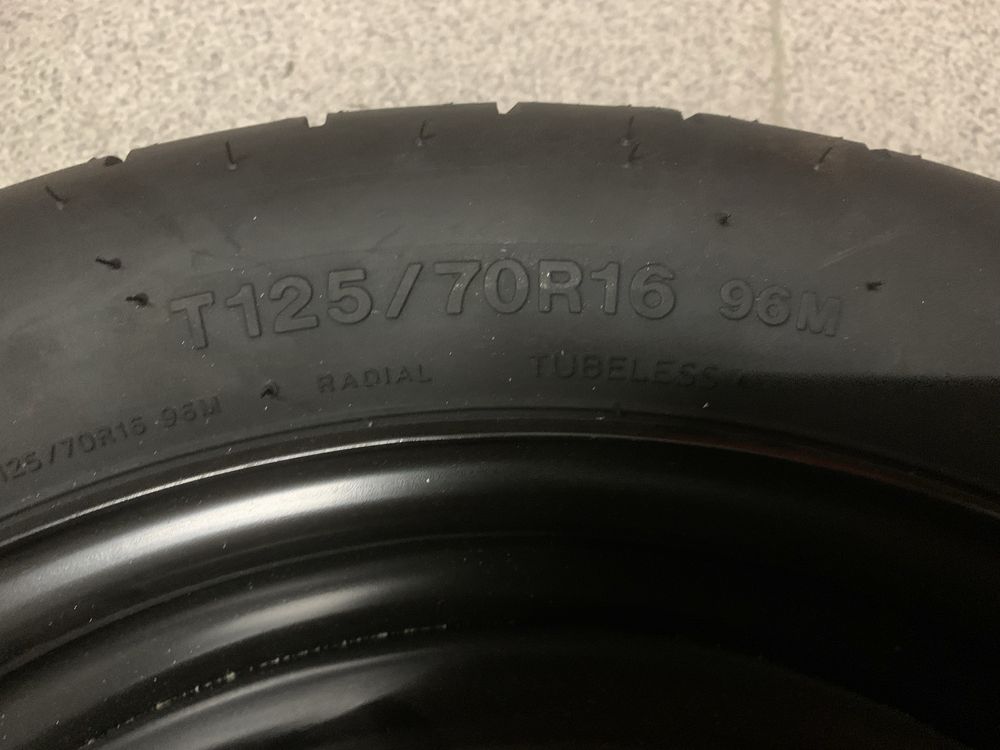 T125/70R16 96M
RADIAL TUBELESS
125/70R16 96M